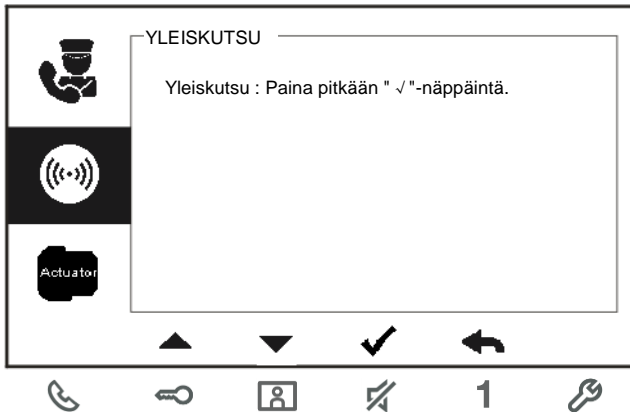 YLEISKUTSU
Yleiskutsu : Paina pitkään " √ "-näppäintä.
Actuator
1